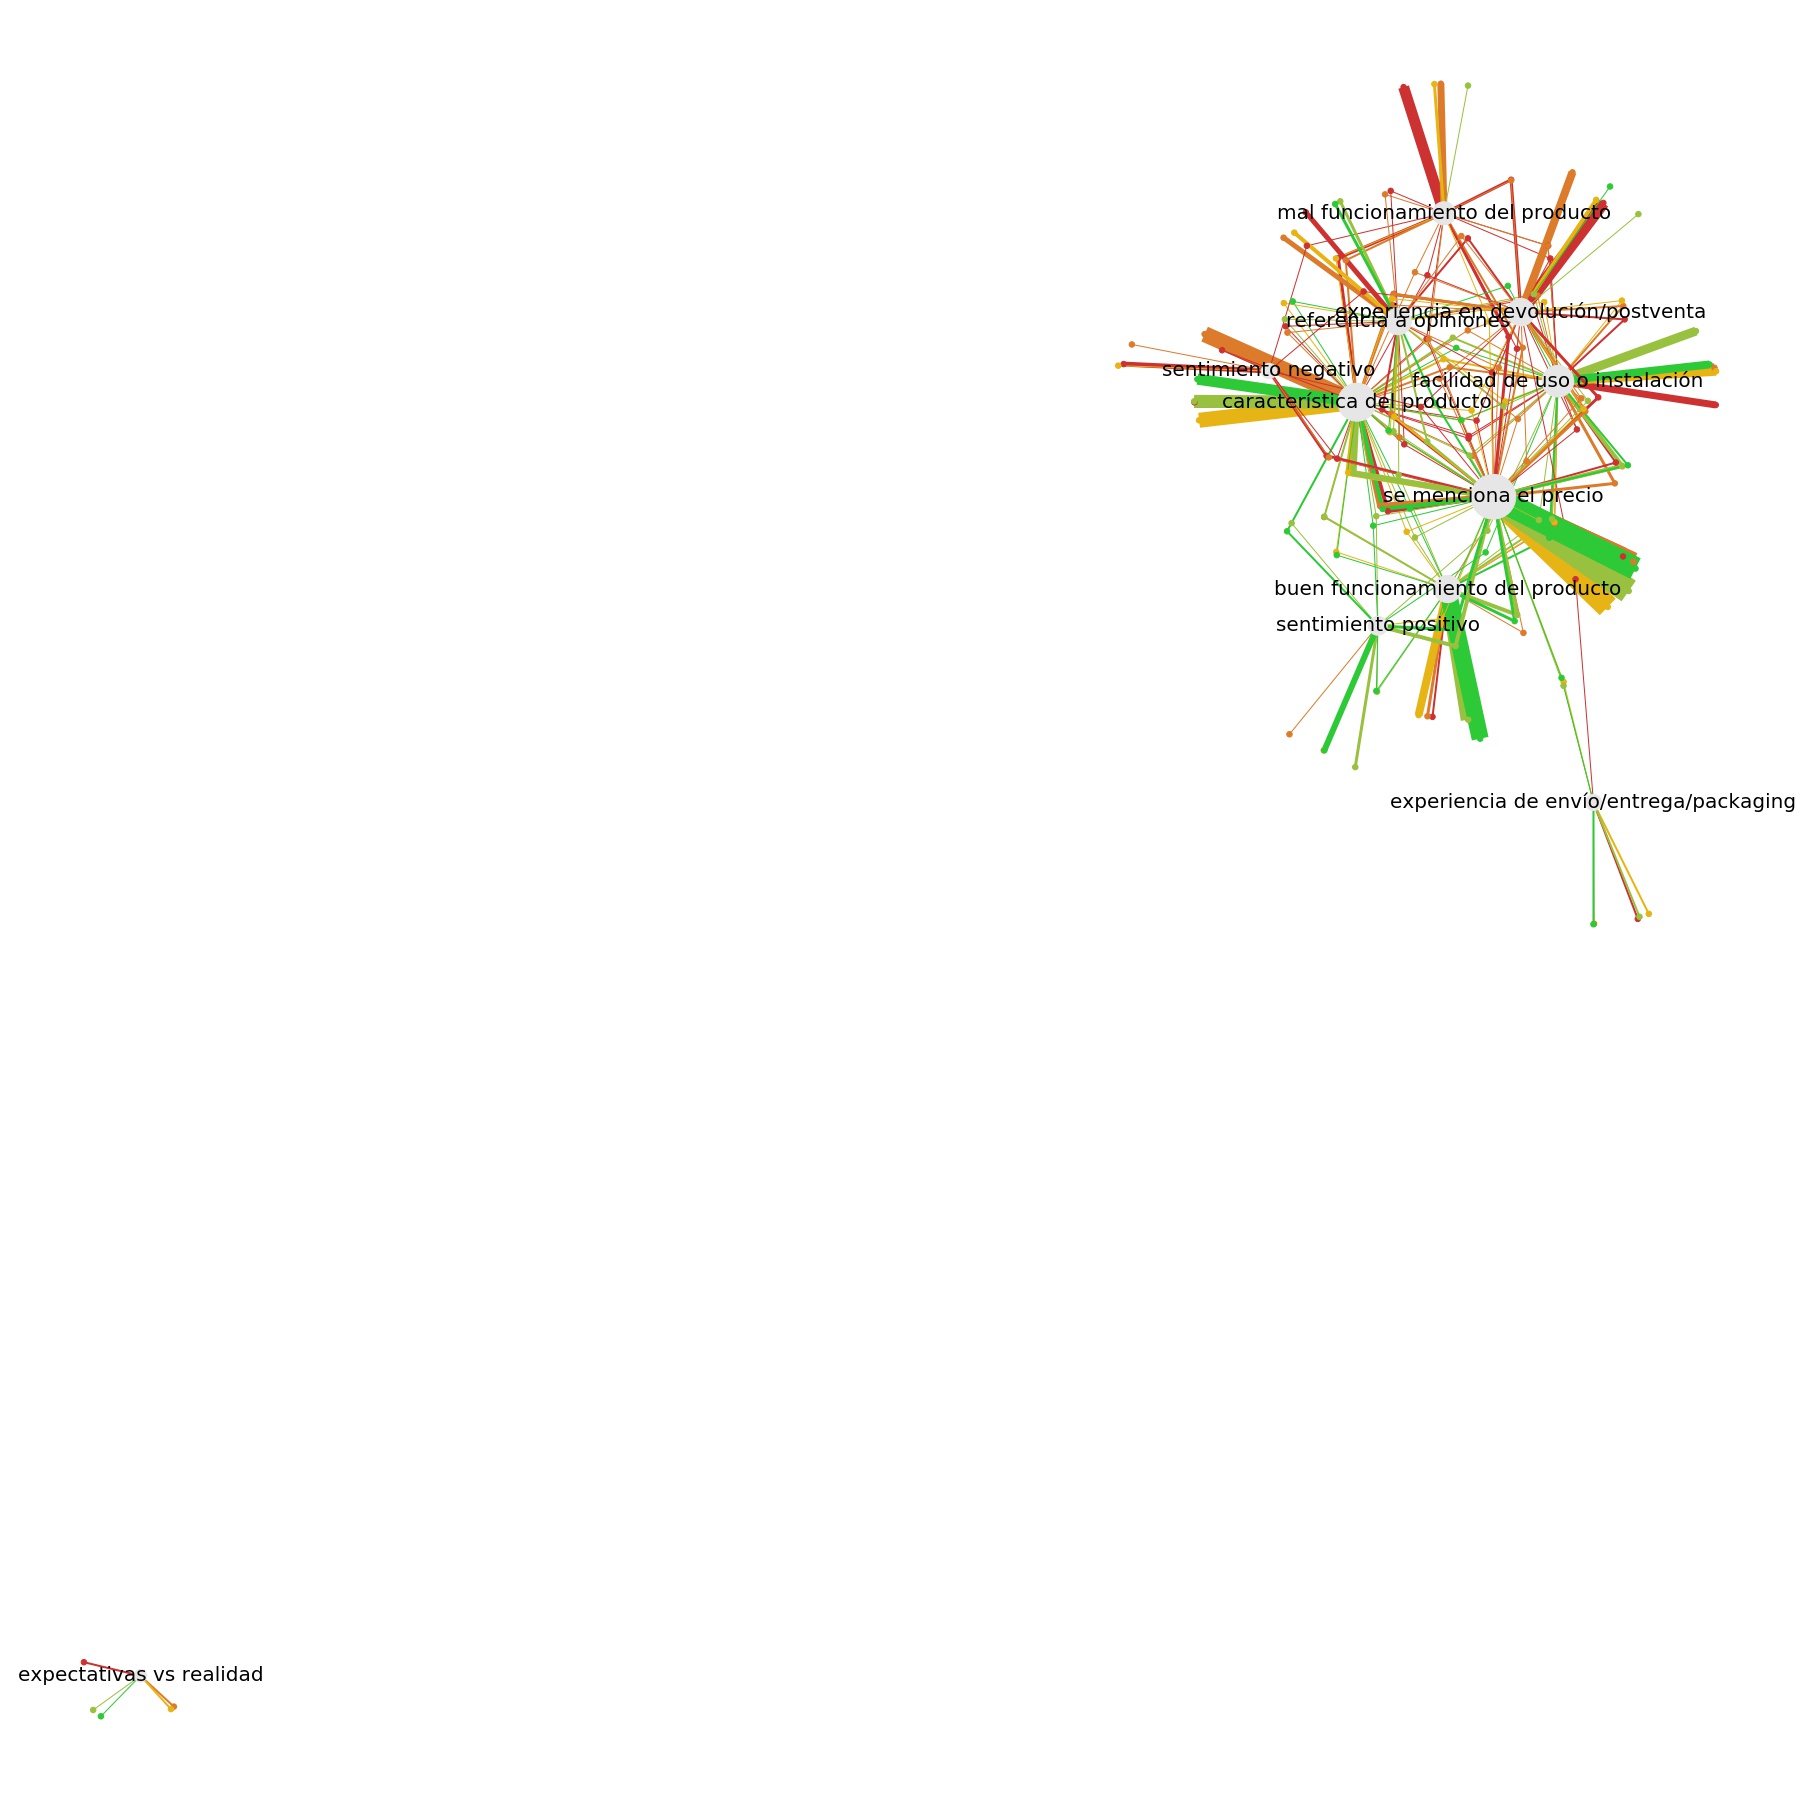 mal funcionamiento del producto
experiencia en devolución/postventa
referencia a opiniones
sentimiento negativo
facilidad de uso o instalación
característica del producto
se menciona el precio
buen funcionamiento del producto
sentimiento positivo
experiencia de envío/entrega/packaging
expectativas vs realidad